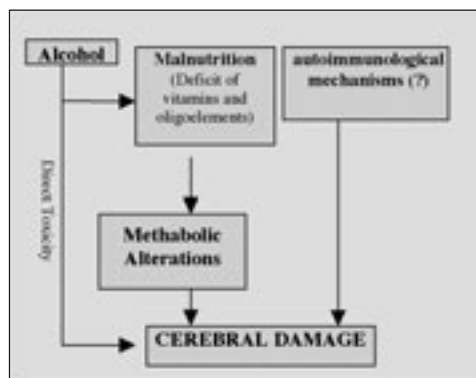 Alcohol
Malnutrition
(Deficit of
vitamins and
oligoelements)
autoimmunological
mechanisms (?)
Direct Toxicity
Methabolic
Alterations
CEREBRAL DAMAGE